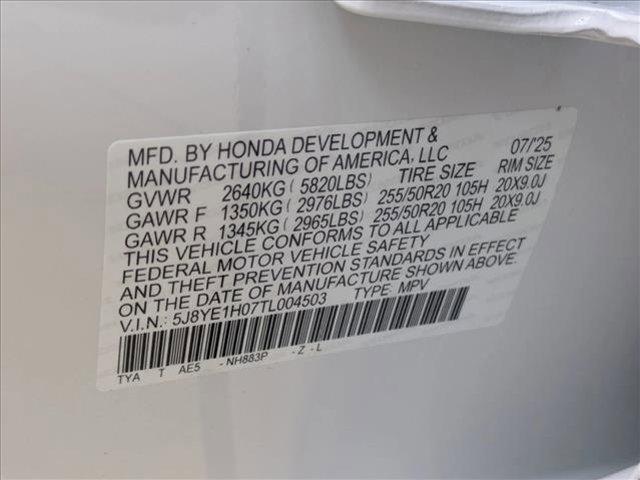 MFD. BY HONDA DEVELOPMENT & 07/'25
MANUFACTURING OF AMERICA, LLC
GVWR 2640KG(5820LBS) TIRE SIZE RIM SIZE
GAWR F 1350KG(2976LBS) 255/50R20 105H 20X9.0J
GAWR R 1345KG(2965LBS) 255/50R20 105H 20X9.0J
THIS VEHICLE CONFORMS TO ALL APPLICABLE
FEDERAL MOTOR VEHICLE SAFETY
AND THEFT PREVENTION STANDARDS IN EFFECT
ON THE DATE OF MANUFACTURE SHOWN ABOVE.
V.I.N.: 5J8YE1H07TL004503 TYPE: MPV
TYA T AE5 -NH883P -Z-L